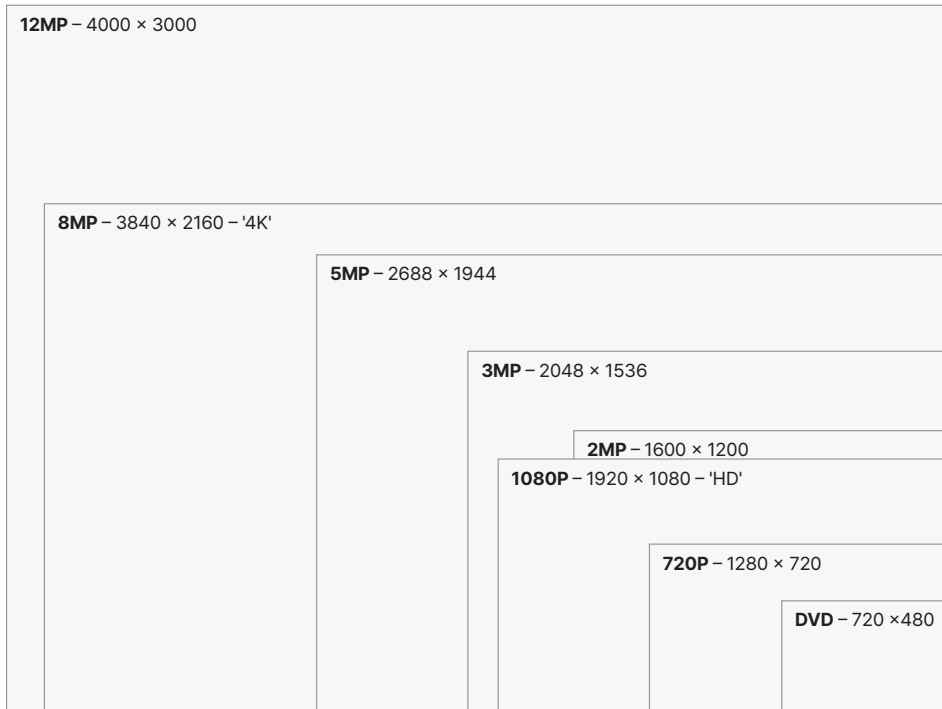 12MP – 4000 × 3000
8MP – 3840 × 2160 – '4K'
5MP – 2688 × 1944
3MP – 2048 × 1536
2MP – 1600 × 1200
1080P – 1920 × 1080 – 'HD'
720P – 1280 × 720
DVD – 720 ×480